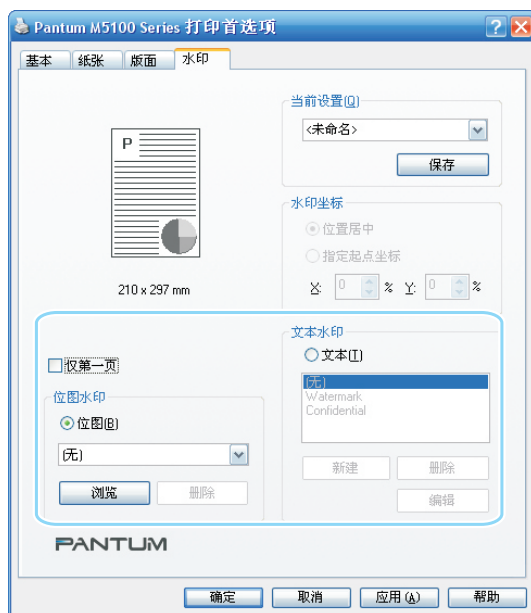 Pantum M5100 Series 打印首选项
基本 纸张 版面 水印
P
210 x 297 mm
当前设置(Q)
<未命名>
保存
水印坐标
位置居中
指定起点坐标
X: 0 % Y: 0 %
仅第一页
位图水印
位图(B)
(无)
浏览 删除
文本水印
文本(T)
(无)
Watermark
Confidential
新建 删除
编辑
PANTUM
确定 取消 应用(A) 帮助